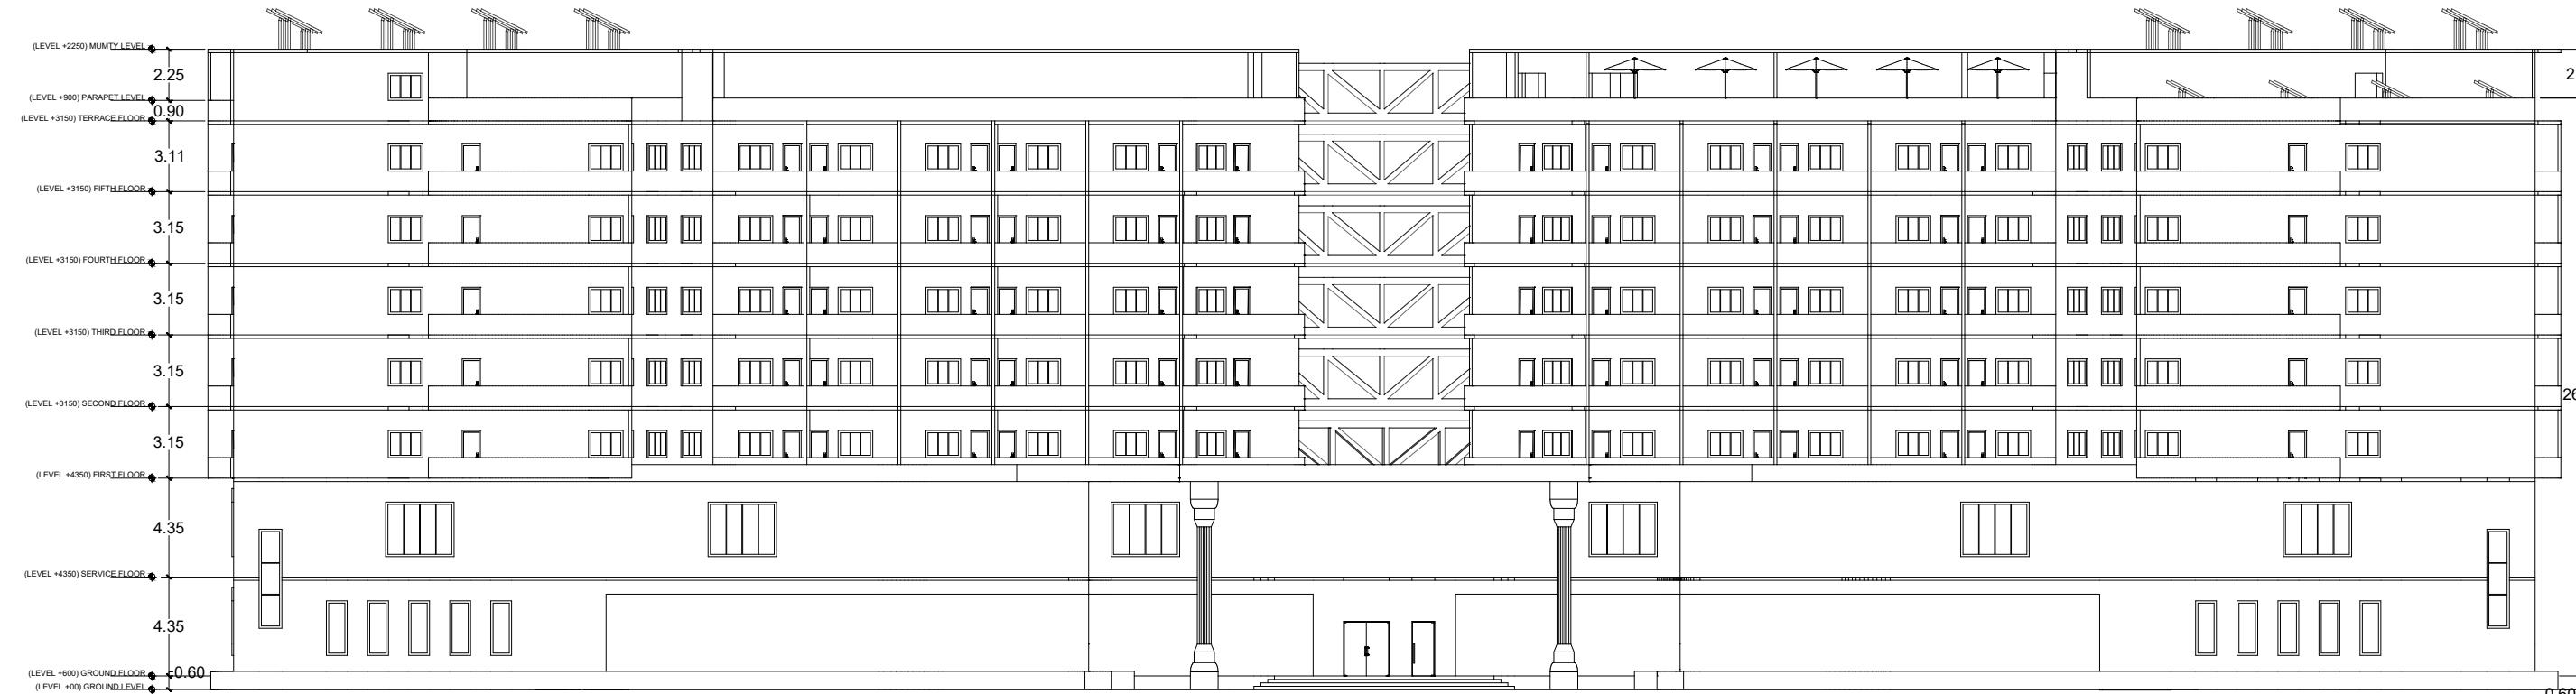 (LEVEL +2250) MUMTY LEVEL
2.25
(LEVEL +900) PARAPET LEVEL
0.90
(LEVEL +3150) TERRACE FLOOR
3.11
(LEVEL +3150) FIFTH FLOOR
3.15
(LEVEL +3150) FOURTH FLOOR
3.15
(LEVEL +3150) THIRD FLOOR
3.15
(LEVEL +3150) SECOND FLOOR
3.15
(LEVEL +4350) FIRST FLOOR
4.35
(LEVEL +4350) SERVICE FLOOR
4.35
(LEVEL +600) GROUND FLOOR
0.60
(LEVEL +00) GROUND LEVEL
2
26